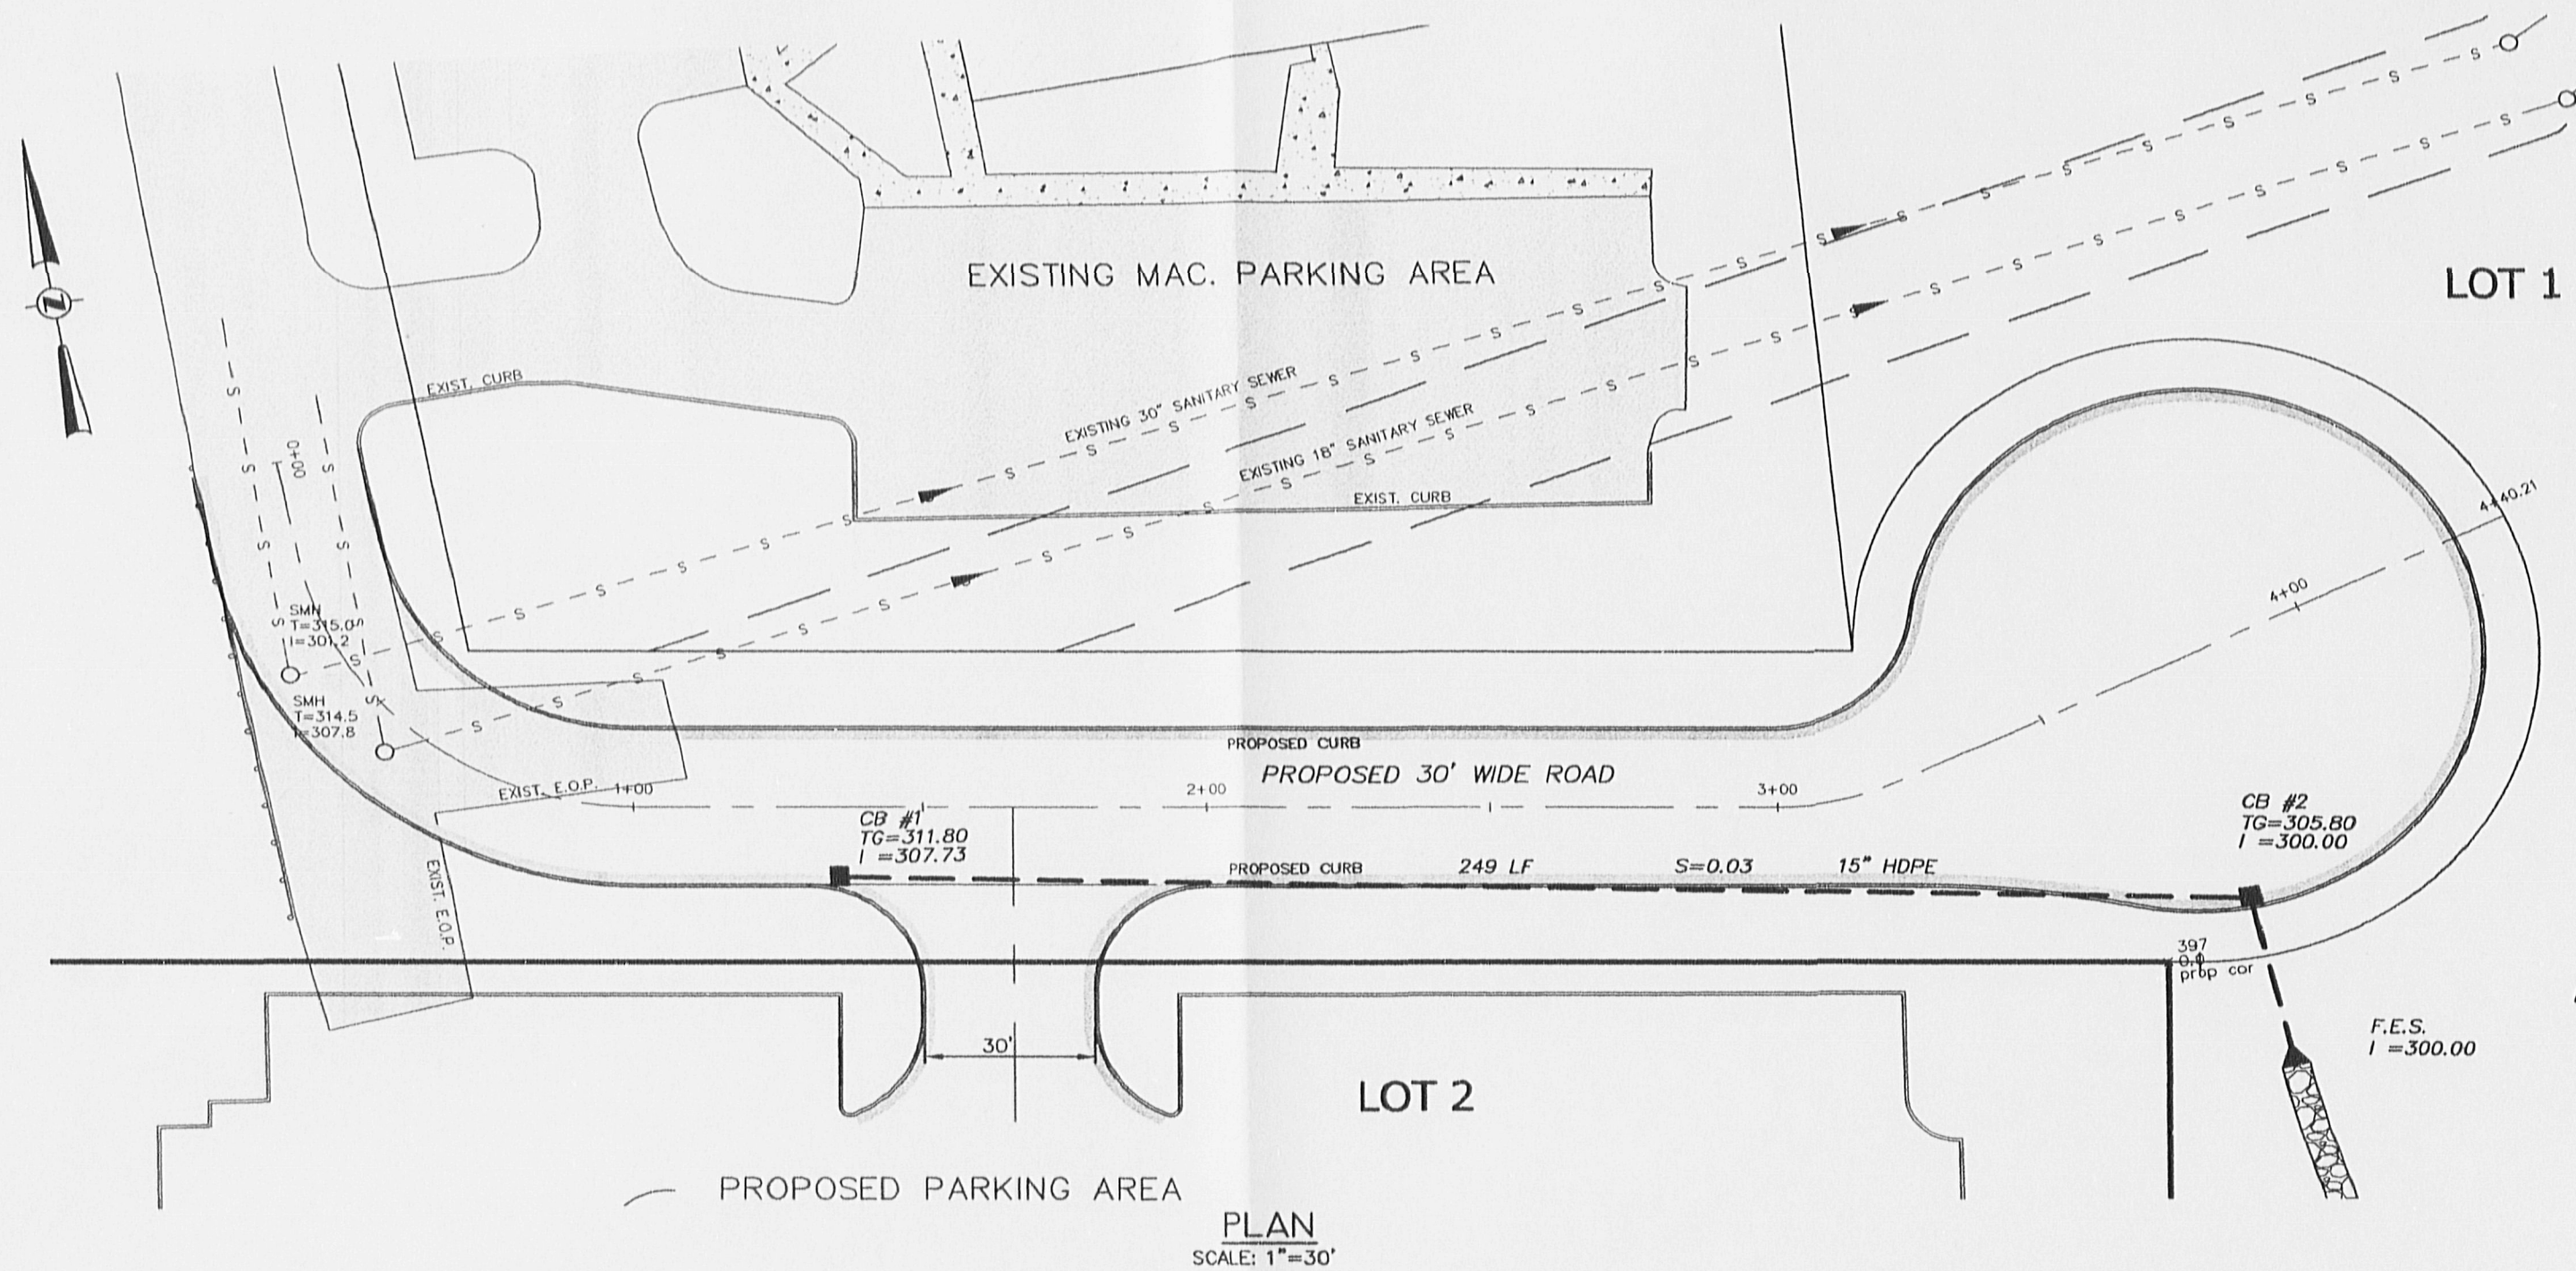 EXISTING MAC. PARKING AREA
LOT 1
N
EXIST. CURB
EXISTING 30" SANITARY SEWER
EXISTING 18" SANITARY SEWER
EXIST. CURB
0+00
4+40.21
4+00
SMH
T=315.0
I=301.2
SMH
T=314.5
I=307.8
EXIST. E.O.P.
1+00
PROPOSED CURB
PROPOSED 30' WIDE ROAD
2+00
3+00
CB #1
TG=311.80
I =307.73
CB #2
TG=305.80
I =300.00
EXIST. E.O.P.
PROPOSED CURB
249 LF
S=0.03
15" HDPE
397
0.0
prop cor
F.E.S.
I =300.00
30'
LOT 2
PROPOSED PARKING AREA
PLAN
SCALE: 1"=30'